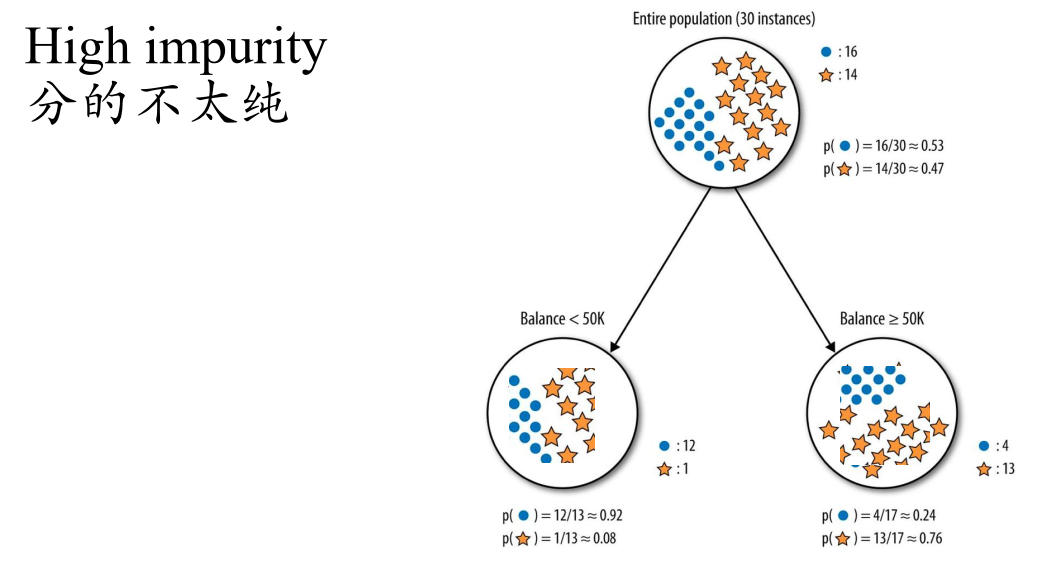 High impurity
分的不太纯
Entire population (30 instances)
: 16
: 14
p( ) = 16/30 ≈ 0.53
p( ) = 14/30 ≈ 0.47
Balance < 50K
Balance ≥ 50K
: 12
: 1
: 4
: 13
p( ) = 12/13 ≈ 0.92
p( ) = 1/13 ≈ 0.08
p( ) = 4/17 ≈ 0.24
p( ) = 13/17 ≈ 0.76